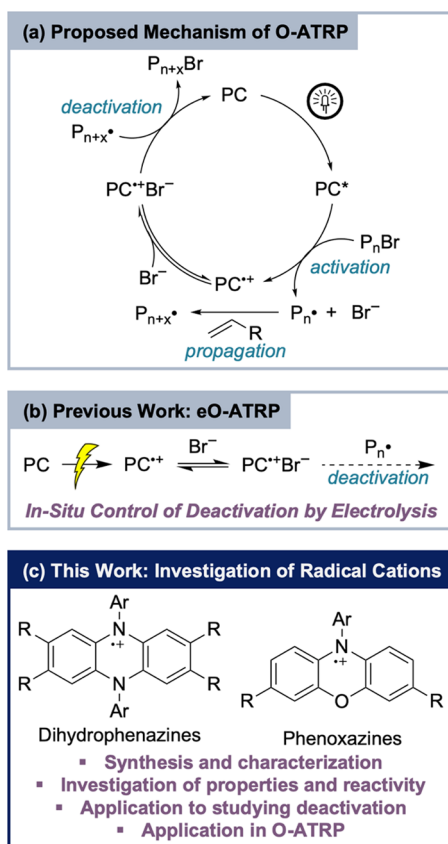 (a) Proposed Mechanism of O-ATRP
Pn+xBr
deactivation
PC
Pn+x•
PC•+Br−
PC*
PnBr
Br−
PC•+
activation
Pn+x•
Pn• + Br−
R
propagation
(b) Previous Work: eO-ATRP
PC PC•+ Br− PC•+Br− Pn•
deactivation
In-Situ Control of Deactivation by Electrolysis
(c) This Work: Investigation of Radical Cations
Ar
Ar
R N R
•+
N
•+
R N R
Ar
R O R
Dihydrophenazines
Phenoxazines
▪ Synthesis and characterization
▪ Investigation of properties and reactivity
▪ Application to studying deactivation
▪ Application in O-ATRP